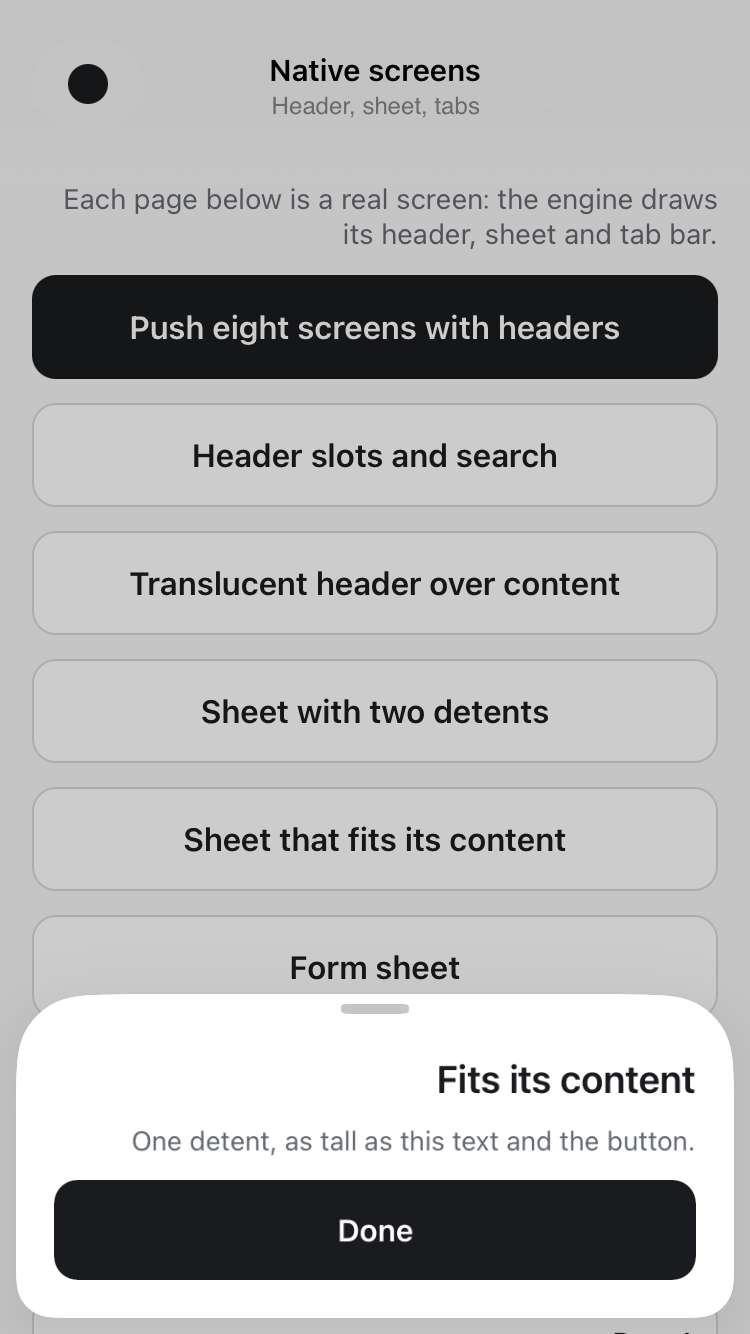 Native screens
Header, sheet, tabs
Each page below is a real screen: the engine draws
its header, sheet and tab bar.
Push eight screens with headers
Header slots and search
Translucent header over content
Sheet with two detents
Sheet that fits its content
Form sheet
Fits its content
One detent, as tall as this text and the button.
Done